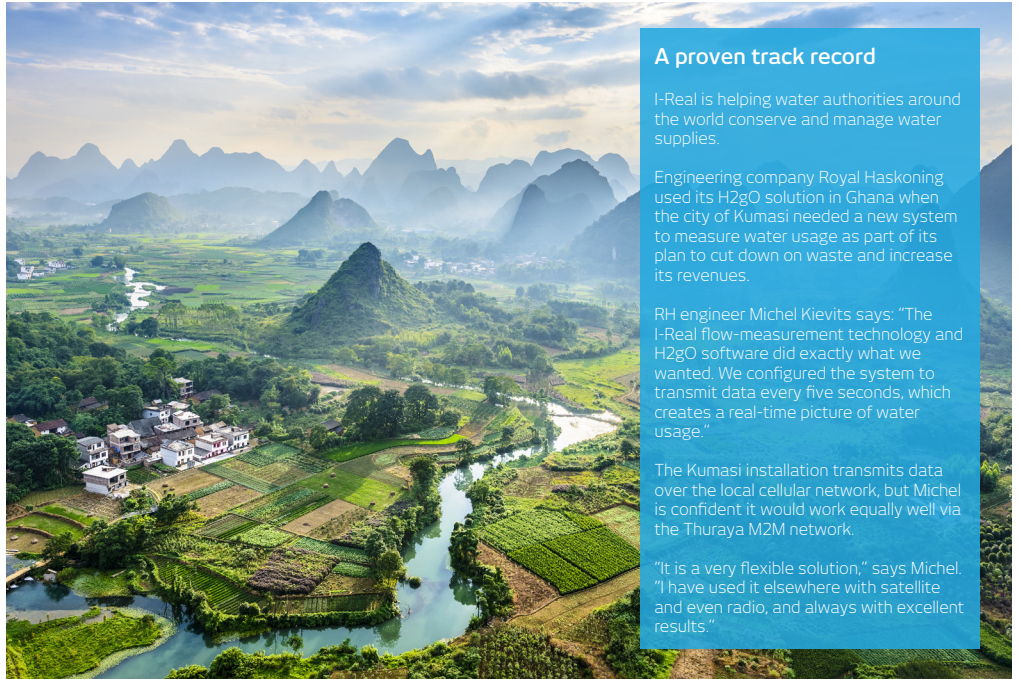 A proven track record
I-Real is helping water authorities around
the world conserve and manage water
supplies.
Engineering company Royal Haskoning
used its H2gO solution in Ghana when
the city of Kumasi needed a new system
to measure water usage as part of its
plan to cut down on waste and increase
its revenues.
RH engineer Michel Kievits says: “The
I-Real flow-measurement technology and
H2gO software did exactly what we
wanted. We configured the system to
transmit data every five seconds, which
creates a real-time picture of water
usage.”
The Kumasi installation transmits data
over the local cellular network, but Michel
is confident it would work equally well via
the Thuraya M2M network.
“It is a very flexible solution,” says Michel.
“I have used it elsewhere with satellite
and even radio, and always with excellent
results.”